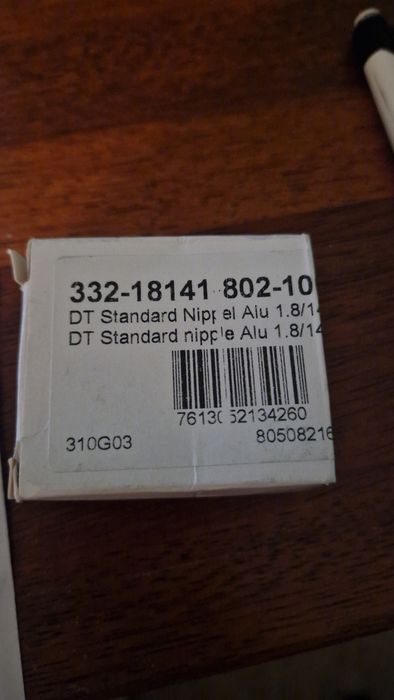 332-18141 802-10
DT Standard Nippel Alu 1.8/14
DT Standard nipple Alu 1.8/14
7613052134260
310G03
80508216